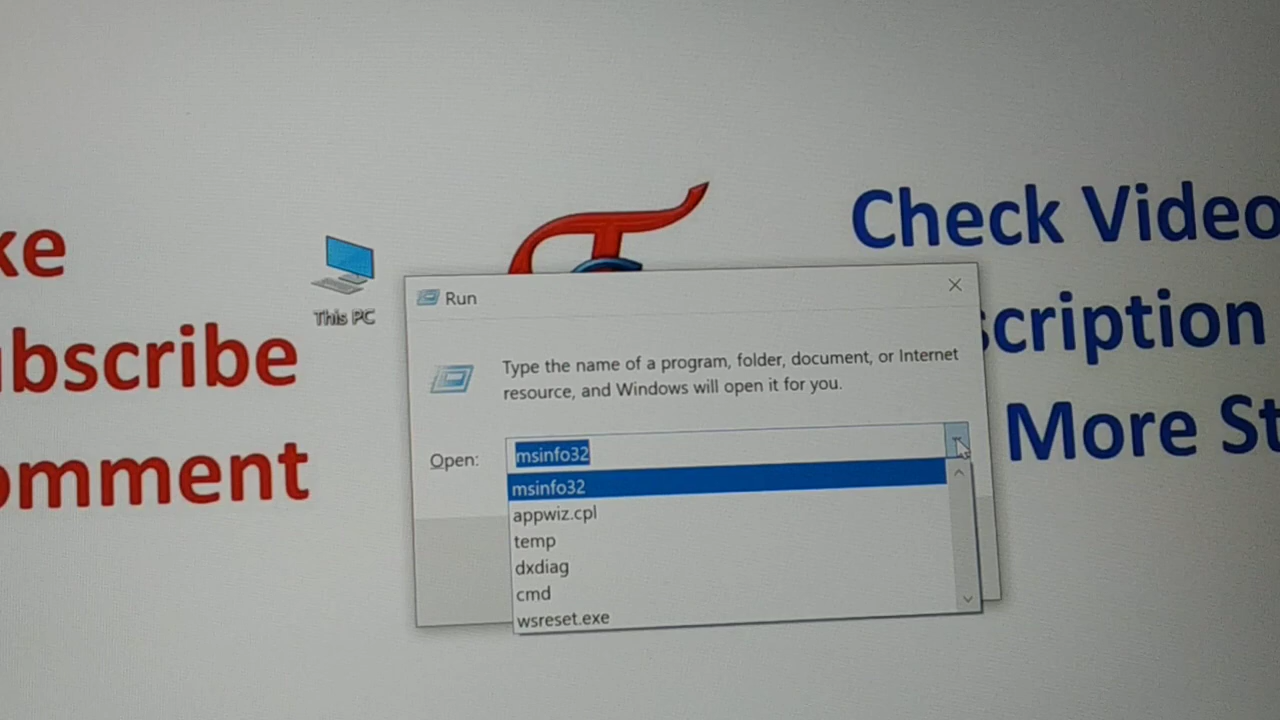 ke
ubscribe
omment
This PC
Check Video
scription
More St
Run
Type the name of a program, folder, document, or Internet
resource, and Windows will open it for you.
Open:
msinfo32
msinfo32
appwiz.cpl
temp
dxdiag
cmd
wsreset.exe